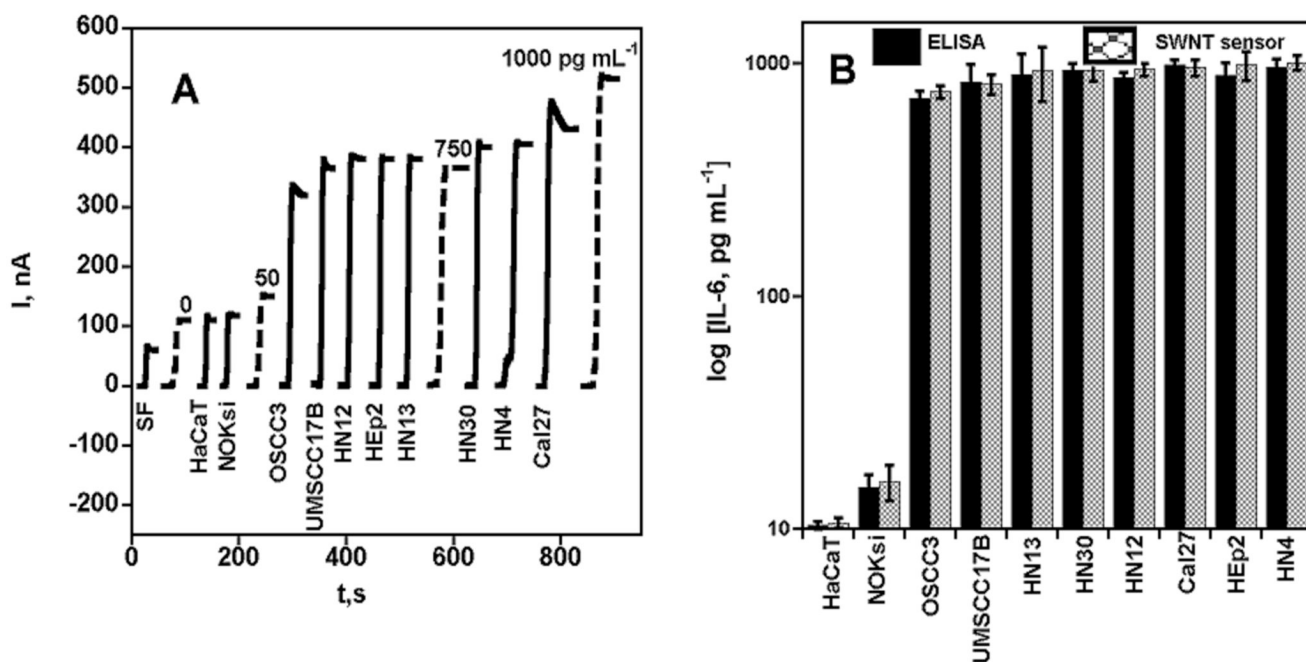 A
600
500
400
300
200
100
0
-100
-200
I, nA
0
50
750
1000 pg mL⁻¹
SF
HaCaT
NOKsi
OSCC3
UMSCC17B
HN12
HEp2
HN13
HN30
HN4
Cal27
0 200 400 600 800
t,s
B
ELISA
SWNT sensor
1000
100
10
log [IL-6, pg mL⁻¹]
HaCaT
NOKsi
OSCC3
UMSCC17B
HN13
HN30
HN12
Cal27
HEp2
HN4